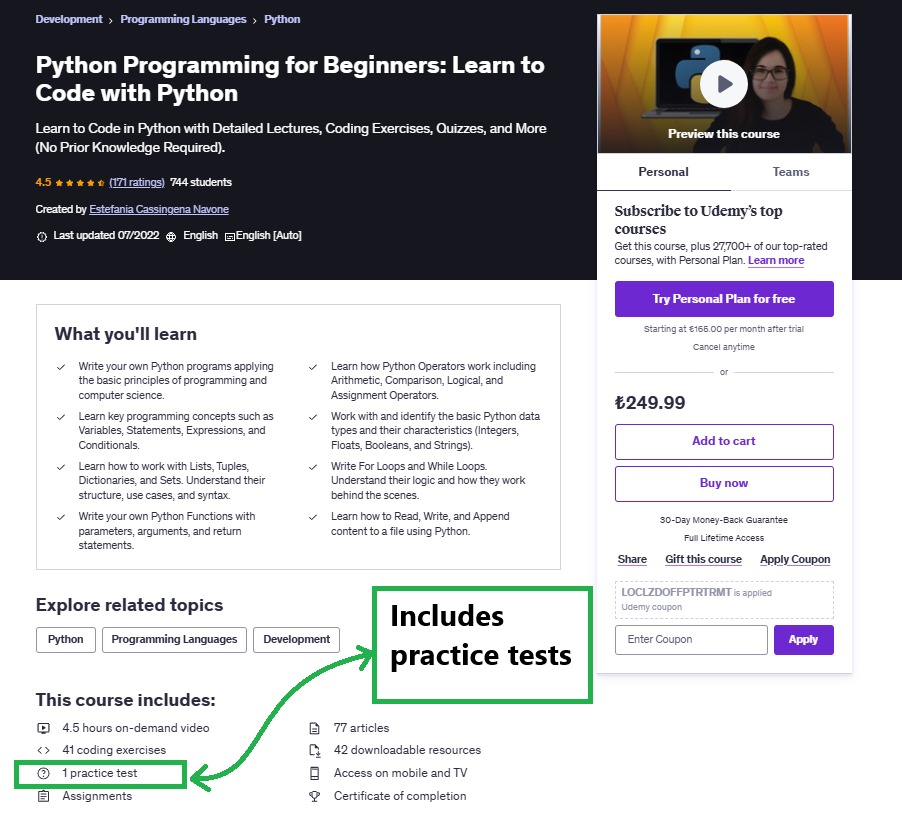 Development > Programming Languages > Python
Python Programming for Beginners: Learn to
Code with Python
Learn to Code in Python with Detailed Lectures, Coding Exercises, Quizzes, and More
(No Prior Knowledge Required).
4.5 (171 ratings) 744 students
Created by Estefania Cassingena Navone
Last updated 07/2022 English English [Auto]
Preview this course
Personal Teams
Subscribe to Udemy's top
courses
Get this course, plus 27,700+ of our top-rated
courses, with Personal Plan. Learn more
Try Personal Plan for free
Starting at ₺165.00 per month after trial
Cancel anytime
or
₺249.99
Add to cart
Buy now
30-Day Money-Back Guarantee
Full Lifetime Access
Share Gift this course Apply Coupon
LOCLZDOFFPTRTRMT is applied
Udemy coupon
Enter Coupon Apply
What you'll learn
Write your own Python programs applying
the basic principles of programming and
computer science.
Learn key programming concepts such as
Variables, Statements, Expressions, and
Conditionals.
Learn how to work with Lists, Tuples,
Dictionaries, and Sets. Understand their
structure, use cases, and syntax.
Write your own Python Functions with
parameters, arguments, and return
statements.
Learn how Python Operators work including
Arithmetic, Comparison, Logical, and
Assignment Operators.
Work with and identify the basic Python data
types and their characteristics (Integers,
Floats, Booleans, and Strings).
Write For Loops and While Loops.
Understand their logic and how they work
behind the scenes.
Learn how to Read, Write, and Append
content to a file using Python.
Explore related topics
Python Programming Languages Development
Includes
practice tests
This course includes:
4.5 hours on-demand video
41 coding exercises
1 practice test
Assignments
77 articles
42 downloadable resources
Access on mobile and TV
Certificate of completion